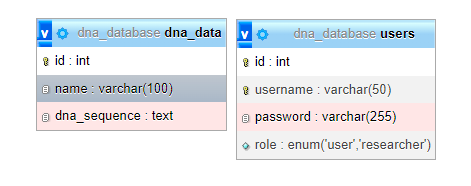 v dna_database dna_data
id : int
name : varchar(100)
dna_sequence : text
v dna_database users
id : int
username : varchar(50)
password : varchar(255)
role : enum('user','researcher')